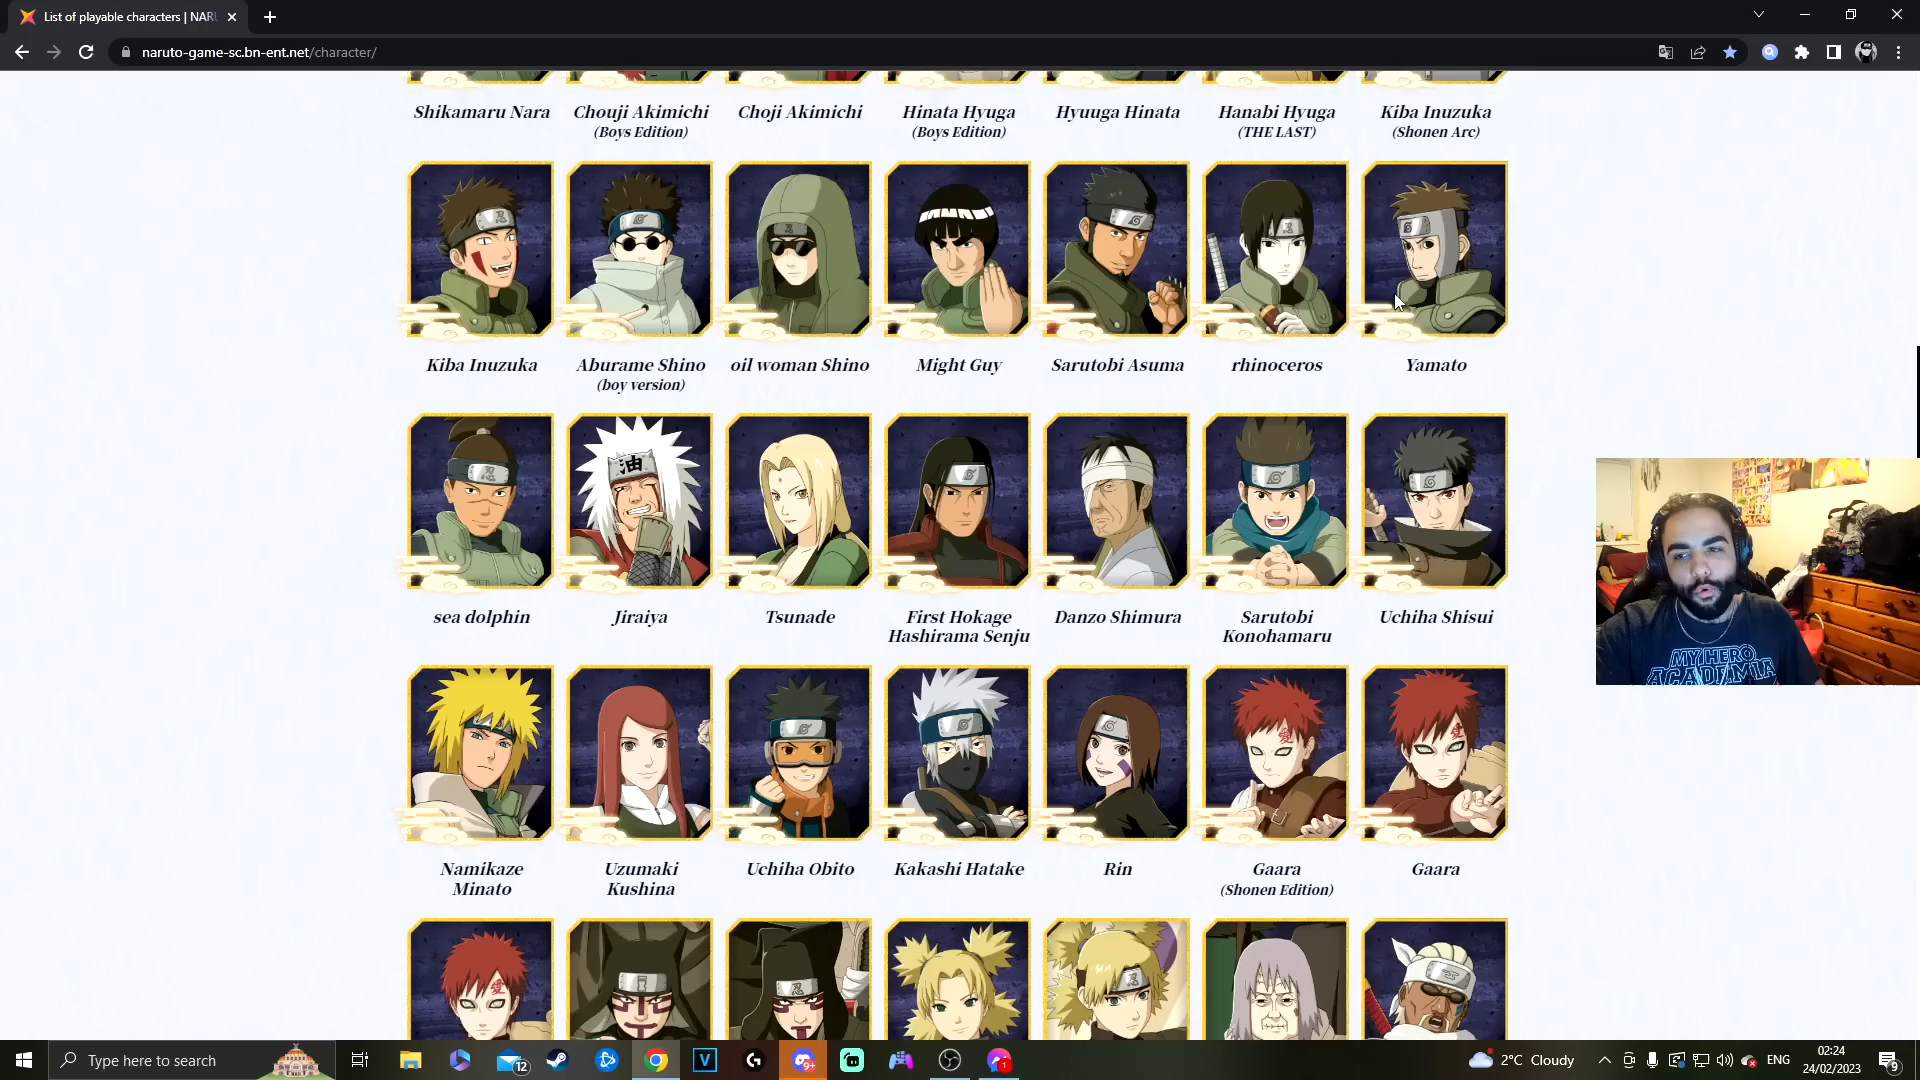 List of playable characters | NARU
naruto-game-sc.bn-ent.net/character/
Shikamaru Nara
Chouji Akimichi
(Boys Edition)
Choji Akimichi
Hinata Hyuga
(Boys Edition)
Hyuuga Hinata
Hanabi Hyuga
(THE LAST)
Kiba Inuzuka
(Shonen Arc)
Kiba Inuzuka
Aburame Shino
(boy version)
oil woman Shino
Might Guy
Sarutobi Asuma
rhinoceros
Yamato
油
sea dolphin
Jiraiya
Tsunade
First Hokage
Hashirama Senju
Danzo Shimura
Sarutobi
Konohamaru
Uchiha Shisui
MY HERO
ACADEMIA
Namikaze
Minato
Uzumaki
Kushina
Uchiha Obito
Kakashi Hatake
Rin
Gaara
(Shonen Edition)
Gaara
Type here to search
12
V
9+
1
2°C Cloudy
ENG
02:24
24/02/2023
9